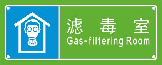 滤毒室
Gas-filtering Room